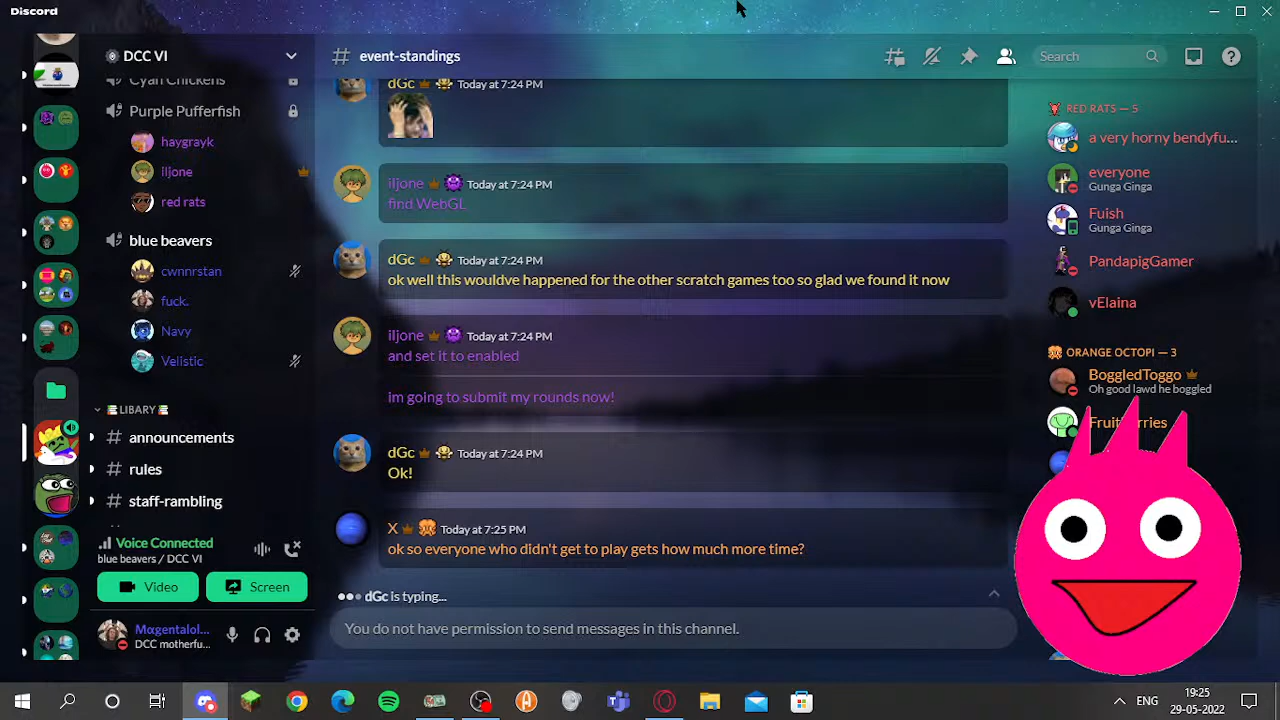 Discord
DCC VI
# event-standings
Search
Cyan Chickens
Purple Pufferfish
haygrayk
iljone
red rats
blue beavers
cwnnrstan
fuck.
Navy
Velistic
LIBARY
# announcements
# rules
# staff-rambling
Voice Connected
blue beavers / DCC VI
Video
Screen
Mαgentalol...
DCC motherfu...
dGc Today at 7:24 PM
iljone Today at 7:24 PM
find WebGL
dGc Today at 7:24 PM
ok well this wouldve happened for the other scratch games too so glad we found it now
iljone Today at 7:24 PM
and set it to enabled
im going to submit my rounds now!
dGc Today at 7:24 PM
Ok!
X Today at 7:25 PM
ok so everyone who didn't get to play gets how much more time?
dGc is typing...
You do not have permission to send messages in this channel.
RED RATS — 5
a very horny bendyfu...
everyone
Gunga Ginga
Fuish
Gunga Ginga
PandapigGamer
vElaina
ORANGE OCTOPI — 3
BoggledToggo
Oh good lawd he boggled
ENG
19:25
29-05-2022